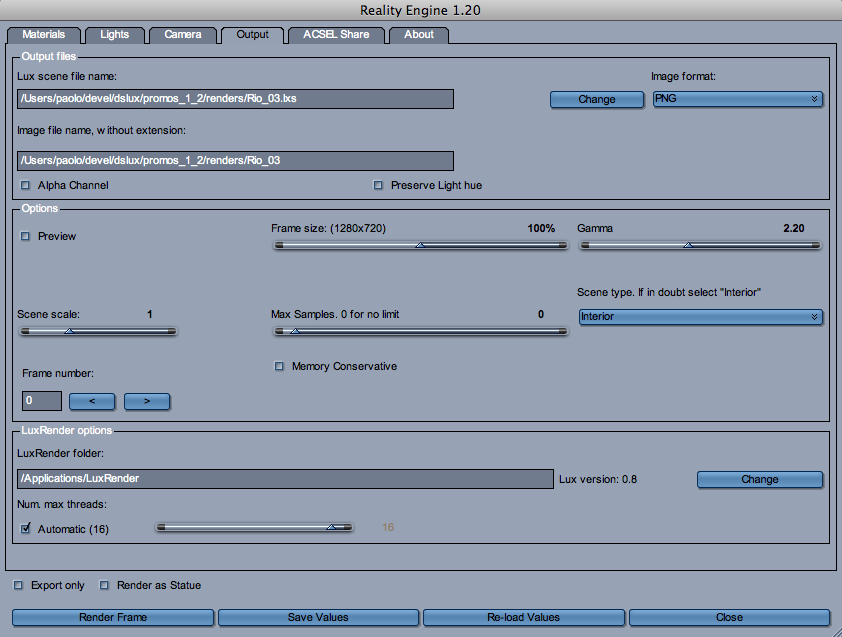 Reality Engine 1.20
Materials Lights Camera Output ACSEL Share About
Output files
Lux scene file name: Image format:
/Users/paolo/devel/dslux/promos_1_2/renders/Rio_03.lxs Change PNG
Image file name, without extension:
/Users/paolo/devel/dslux/promos_1_2/renders/Rio_03
Alpha Channel Preserve Light hue
Options
Preview Frame size: (1280x720) 100% Gamma 2.20
Scene type. If in doubt select "Interior"
Scene scale: 1 Max Samples. 0 for no limit 0 Interior
Memory Conservative
Frame number:
0 < >
LuxRender options
LuxRender folder:
/Applications/LuxRender Lux version: 0.8 Change
Num. max threads:
Automatic (16) 16
Export only Render as Statue
Render Frame Save Values Re-load Values Close